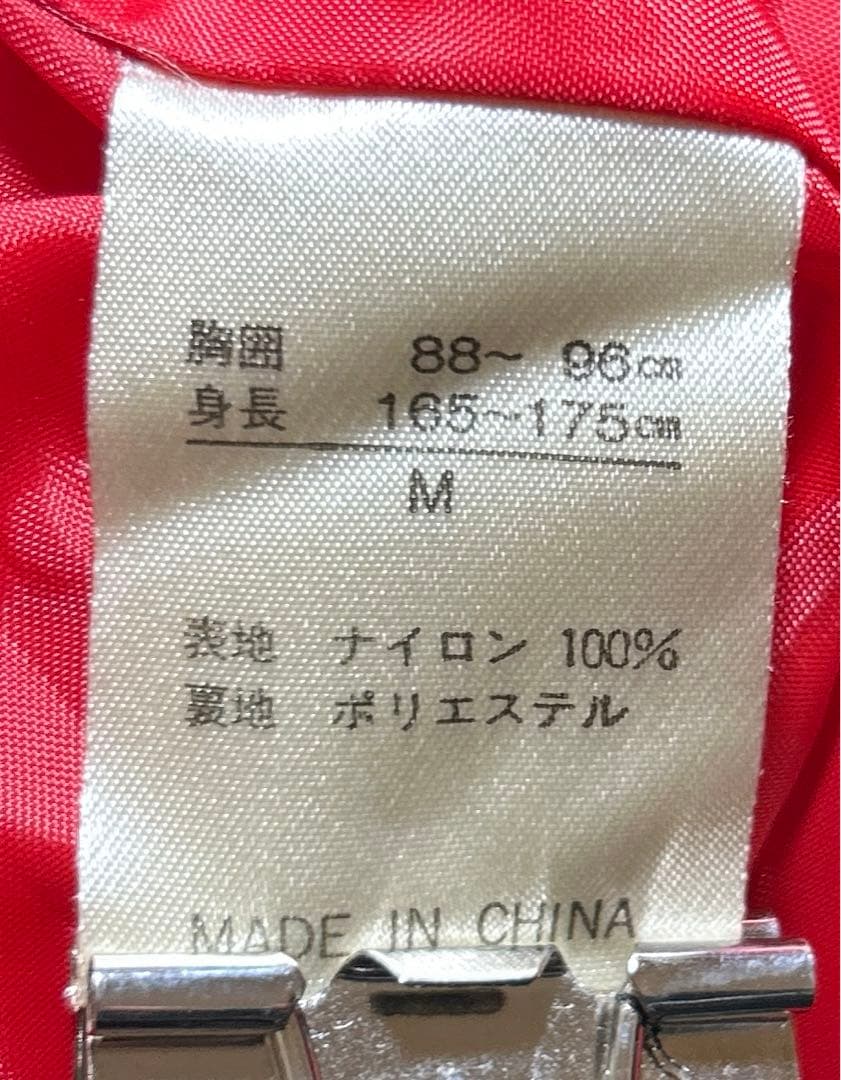 胸囲 88～ 96cm
身長 165～175cm
M
表地 ナイロン 100%
裏地 ポリエステル
MADE IN CHINA